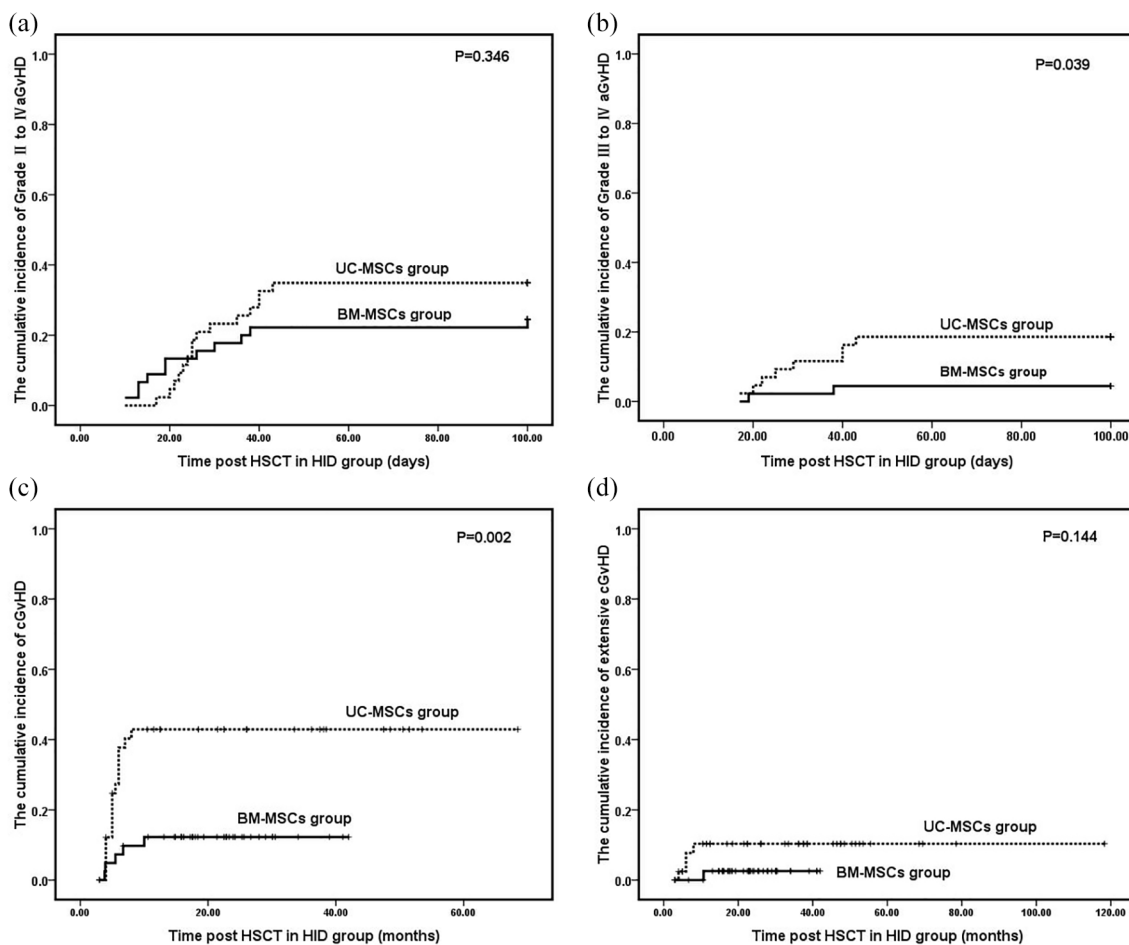 (a)
The cumulative incidence of Grade Ⅱ to Ⅳ aGvHD
P=0.346
1.0
0.8
0.6
0.4
0.2
0.0
UC-MSCs group
BM-MSCs group
0.00 20.00 40.00 60.00 80.00 100.00
Time post HSCT in HID group (days)
(b)
The cumulative incidence of Grade Ⅲ to Ⅳ aGvHD
P=0.039
1.0
0.8
0.6
0.4
0.2
0.0
UC-MSCs group
BM-MSCs group
0.00 20.00 40.00 60.00 80.00 100.00
Time post HSCT in HID group (days)
(c)
The cumulative incidence of cGvHD
P=0.002
1.0
0.8
0.6
0.4
0.2
0.0
UC-MSCs group
BM-MSCs group
0.00 20.00 40.00 60.00
Time post HSCT in HID group (months)
(d)
The cumulative incidence of extensive cGvHD
P=0.144
1.0
0.8
0.6
0.4
0.2
0.0
UC-MSCs group
BM-MSCs group
0.00 20.00 40.00 60.00 80.00 100.00 120.00
Time post HSCT in HID group (months)